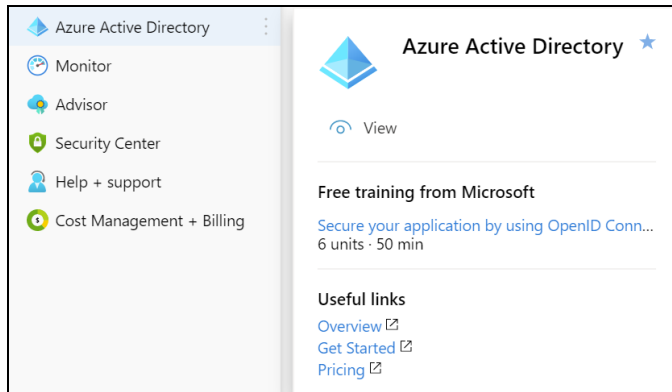 Azure Active Directory
Monitor
Advisor
Security Center
Help + support
Cost Management + Billing
Azure Active Directory
View
Free training from Microsoft
Secure your application by using OpenID Conn...
6 units · 50 min
Useful links
Overview
Get Started
Pricing